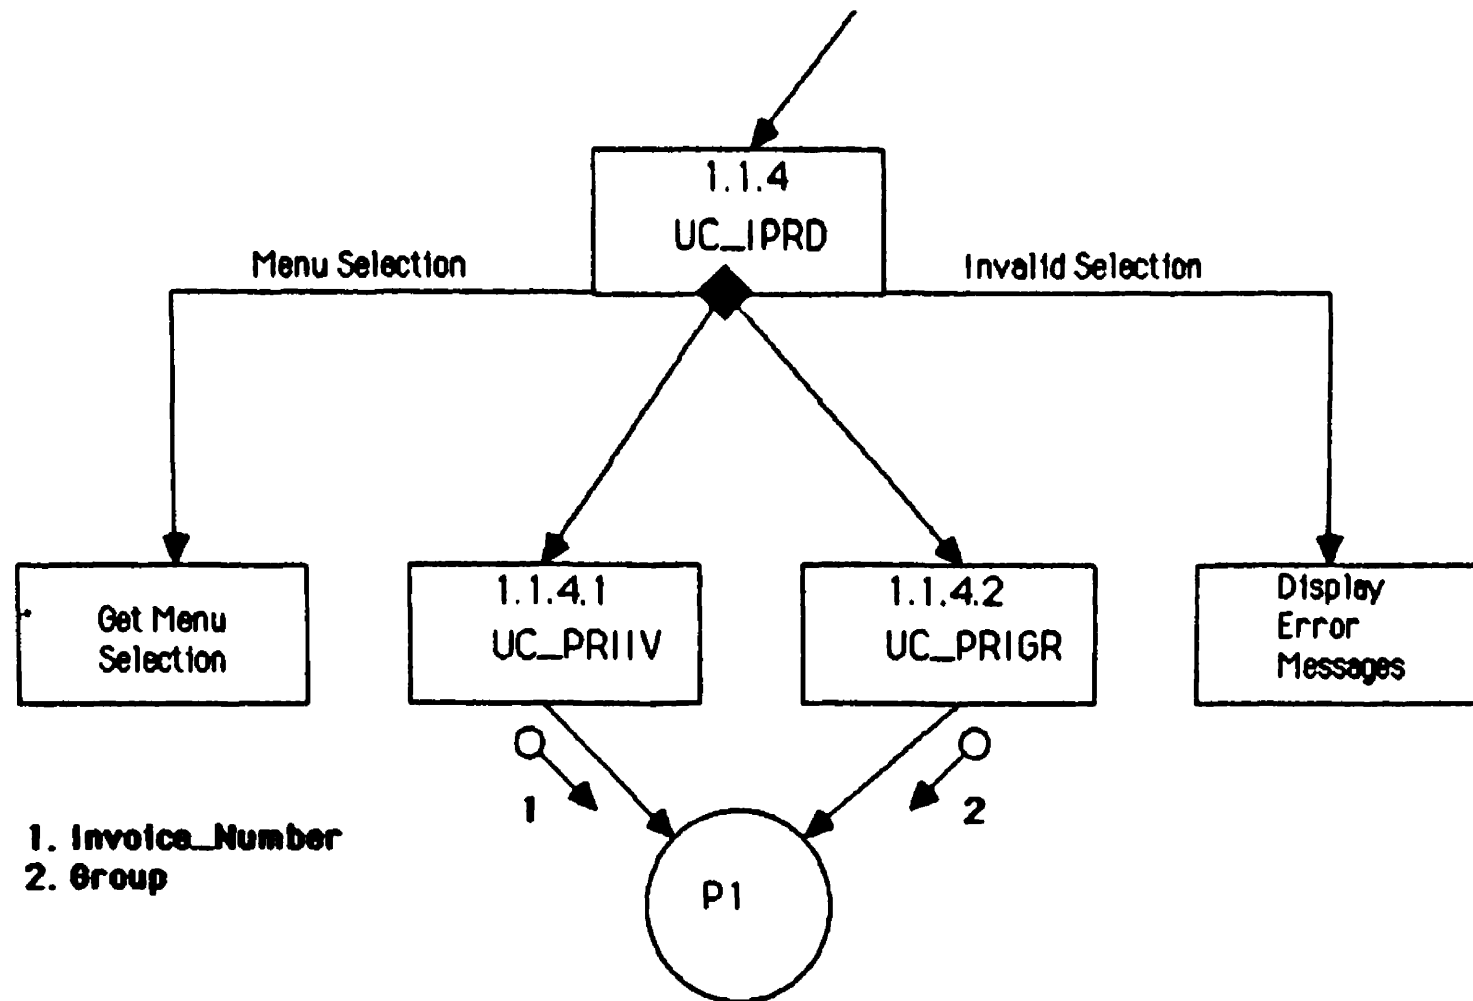 1.1.4
UC_IPRD
Menu Selection
Invalid Selection
Get Menu
Selection
1.1.4.1
UC_PRIIV
1.1.4.2
UC_PRIGR
Display
Error
Messages
1
2
1. Invoice_Number
2. Group
P1